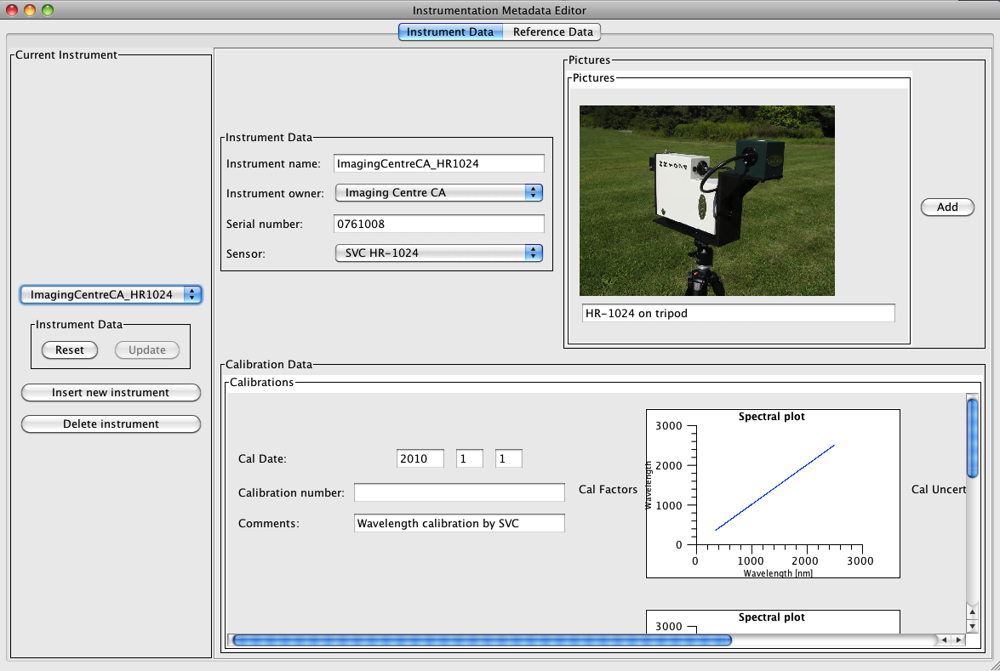 Instrumentation Metadata Editor
Instrument Data
Reference Data
Current Instrument
ImagingCentreCA_HR1024
Instrument Data
Reset
Update
Insert new instrument
Delete instrument
Instrument Data
Instrument name: ImagingCentreCA_HR1024
Instrument owner: Imaging Centre CA
Serial number: 0761008
Sensor: SVC HR-1024
Pictures
Pictures
HR-1024 on tripod
Add
Calibration Data
Calibrations
Cal Date: 2010 1 1
Calibration number:
Comments: Wavelength calibration by SVC
Cal Factors
Spectral plot
3000
2000
1000
0
Wavelength
0 1000 2000 3000
Wavelength [nm]
Cal Uncert
Spectral plot
3000